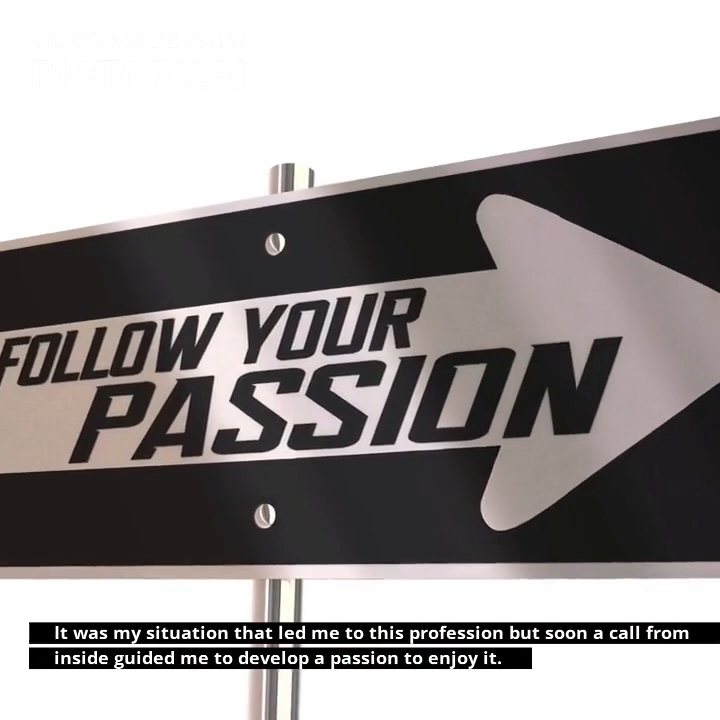 FOLLOW YOUR
PASSION
It was my situation that led me to this profession but soon a call from
inside guided me to develop a passion to enjoy it.